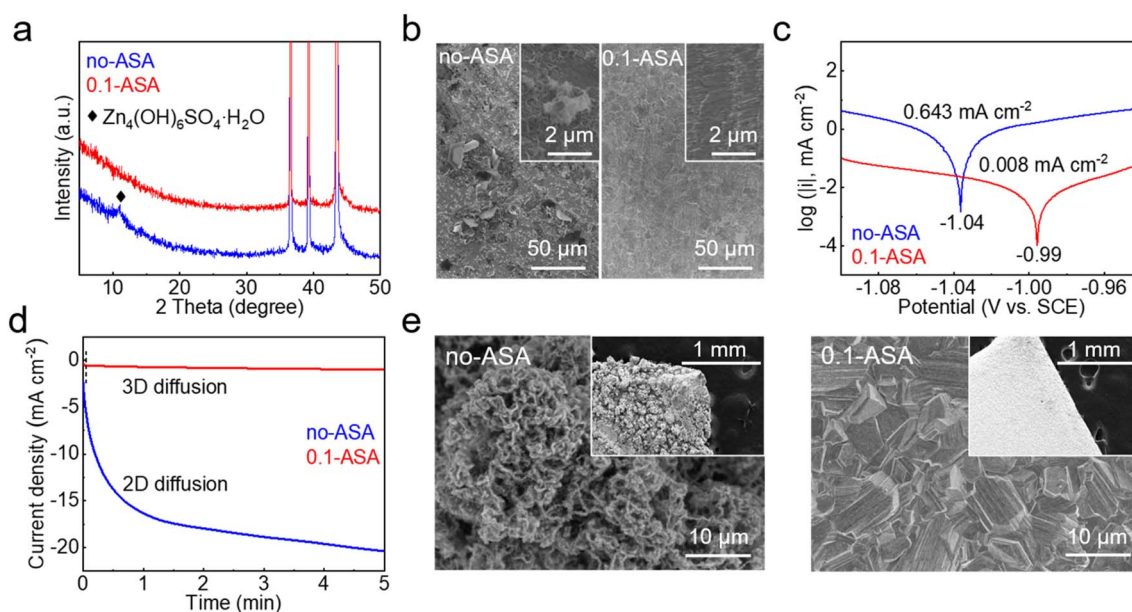 a
no-ASA
0.1-ASA
♦ Zn₄(OH)₆SO₄·H₂O
Intensity (a.u.)
10 20 30 40 50
2 Theta (degree)
b
no-ASA
2 μm
50 μm
0.1-ASA
2 μm
50 μm
c
2
0
-2
-4
log (|i|, mA cm⁻²)
0.643 mA cm⁻²
0.008 mA cm⁻²
-1.04
-0.99
no-ASA
0.1-ASA
-1.08 -1.04 -1.00 -0.96
Potential (V vs. SCE)
d
0
-5
-10
-15
-20
Current density (mA cm⁻²)
3D diffusion
no-ASA
0.1-ASA
2D diffusion
0 1 2 3 4 5
Time (min)
e
no-ASA
1 mm
10 μm
0.1-ASA
1 mm
10 μm